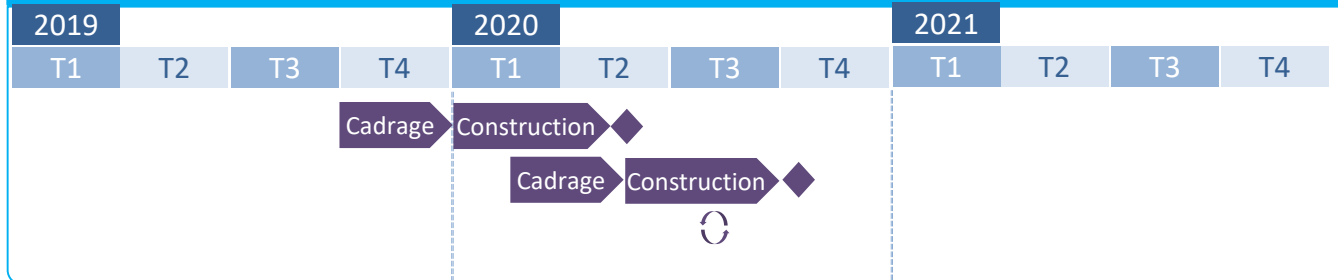 2019 2020 2021
T1 T2 T3 T4 T1 T2 T3 T4 T1 T2 T3 T4
Cadrage Construction
Cadrage Construction